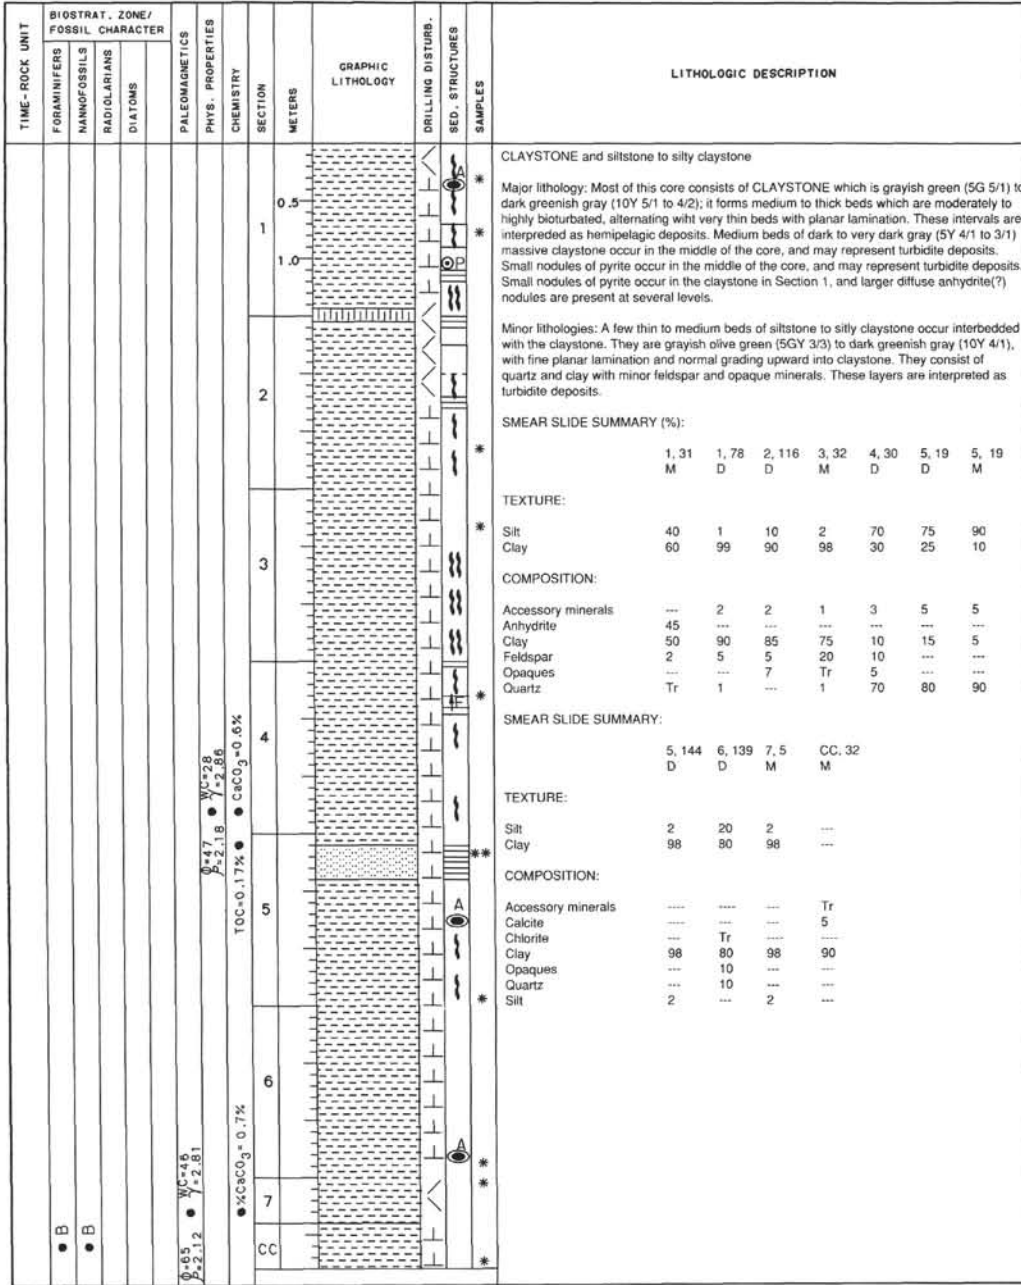 TIME-ROCK UNIT
BIOSTRAT. ZONE/
FOSSIL CHARACTER
FORAMINIFERS
NANNOFOSSILS
RADIOLARIANS
DIATOMS
PALEOMAGNETICS
PHYS. PROPERTIES
CHEMISTRY
SECTION
METERS
GRAPHIC
LITHOLOGY
DRILLING DISTURB.
SED. STRUCTURES
SAMPLES
LITHOLOGIC DESCRIPTION
B
B
Φ=47
ρ=2.18
WC=28
γ=2.86
Φ=65
ρ=2.12
WC=46
γ=2.81
TOC=0.17%
CaCO3=0.6%
%CaCO3= 0.7%
1
0.5
1.0
2
3
4
5
6
7
CC
A
*
*
P
*
*
*
**
A
*
A
*
*
*
CLAYSTONE and siltstone to silty claystone
Major lithology: Most of this core consists of CLAYSTONE which is grayish green (5G 5/1) to
dark greenish gray (10Y 5/1 to 4/2); it forms medium to thick beds which are moderately to
highly bioturbated, alternating wiht very thin beds with planar lamination. These intervals are
interpreded as hemipelagic deposits. Medium beds of dark to very dark gray (5Y 4/1 to 3/1)
massive claystone occur in the middle of the core, and may represent turbidite deposits.
Small nodules of pyrite occur in the middle of the core, and may represent turbidite deposits.
Small nodules of pyrite occur in the claystone in Section 1, and larger diffuse anhydrite(?)
nodules are present at several levels.
Minor lithologies: A few thin to medium beds of siltstone to sitly claystone occur interbedded
with the claystone. They are grayish olive green (5GY 3/3) to dark greenish gray (10Y 4/1),
with fine planar lamination and normal grading upward into claystone. They consist of
quartz and clay with minor feldspar and opaque minerals. These layers are interpreted as
turbidite deposits.
SMEAR SLIDE SUMMARY (%):
1, 31 1, 78 2, 116 3, 32 4, 30 5, 19 5, 19
M D D M D D M
TEXTURE:
Silt 40 1 10 2 70 75 90
Clay 60 99 90 98 30 25 10
COMPOSITION:
Accessory minerals --- 2 2 1 3 5 5
Anhydrite 45 --- --- --- --- --- ---
Clay 50 90 85 75 10 15 5
Feldspar 2 5 5 20 10 --- ---
Opaques --- --- 7 Tr 5 --- ---
Quartz Tr 1 --- 1 70 80 90
SMEAR SLIDE SUMMARY:
5, 144 6, 139 7, 5 CC, 32
D D M M
TEXTURE:
Silt 2 20 2 ---
Clay 98 80 98 ---
COMPOSITION:
Accessory minerals ---- ---- --- Tr
Calcite ---- --- --- 5
Chlorite --- Tr ---- ----
Clay 98 80 98 90
Opaques --- 10 --- ---
Quartz --- 10 --- ---
Silt 2 --- 2 ---